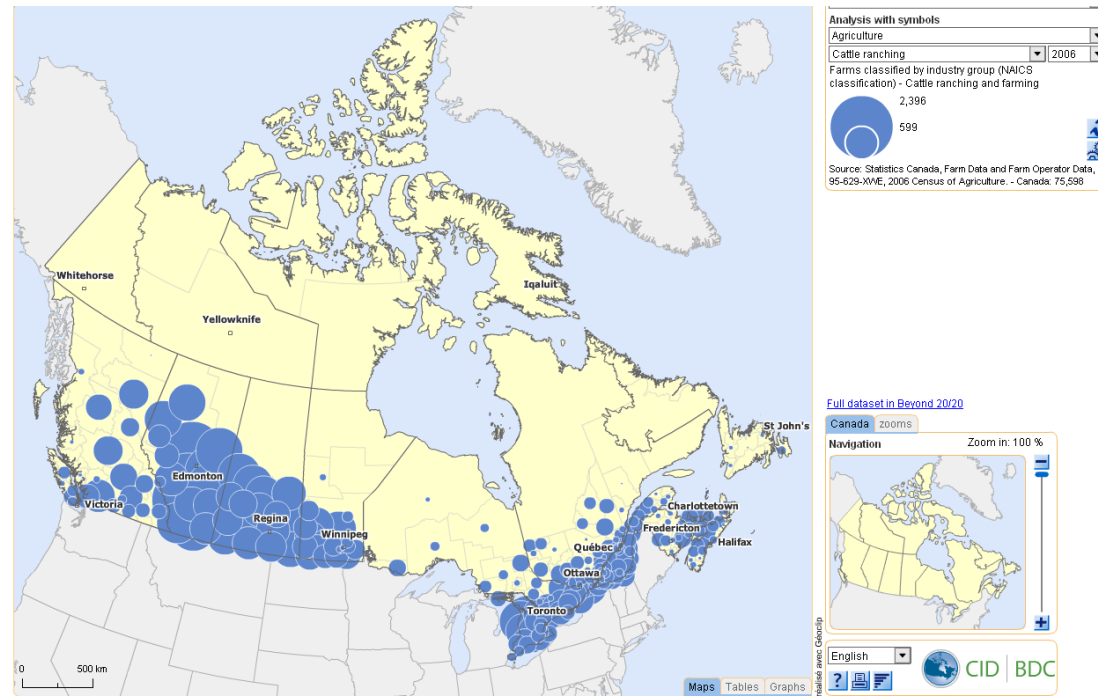 Analysis with symbols
Agriculture
Cattle ranching
2006
Farms classified by industry group (NAICS
classification) - Cattle ranching and farming
2,396
599
Source: Statistics Canada, Farm Data and Farm Operator Data,
95-629-XWE, 2006 Census of Agriculture. - Canada: 75,598
Whitehorse
Yellowknife
Iqaluit
St John's
Edmonton
Victoria
Regina
Winnipeg
Charlottetown
Fredericton
Halifax
Québec
Ottawa
Toronto
0 500 km
Maps Tables Graphs
Full dataset in Beyond 20/20
Canada zooms
Navigation Zoom in: 100 %
réalisé avec Géoclip
English
?
CID | BDC